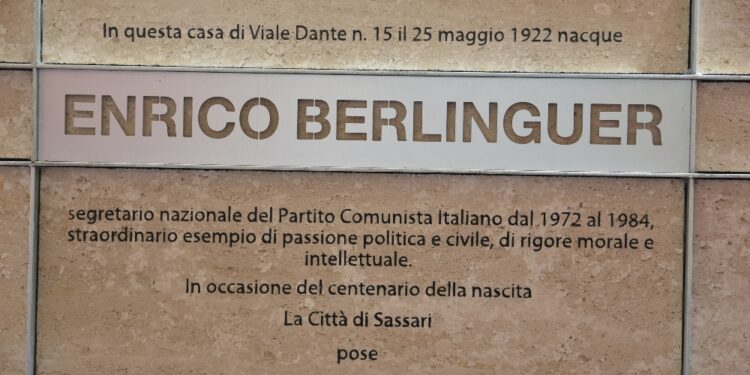 In questa casa di Viale Dante n. 15 il 25 maggio 1922 nacque
ENRICO BERLINGUER
segretario nazionale del Partito Comunista Italiano dal 1972 al 1984,
straordinario esempio di passione politica e civile, di rigore morale e
intellettuale.
In occasione del centenario della nascita
La Città di Sassari
pose